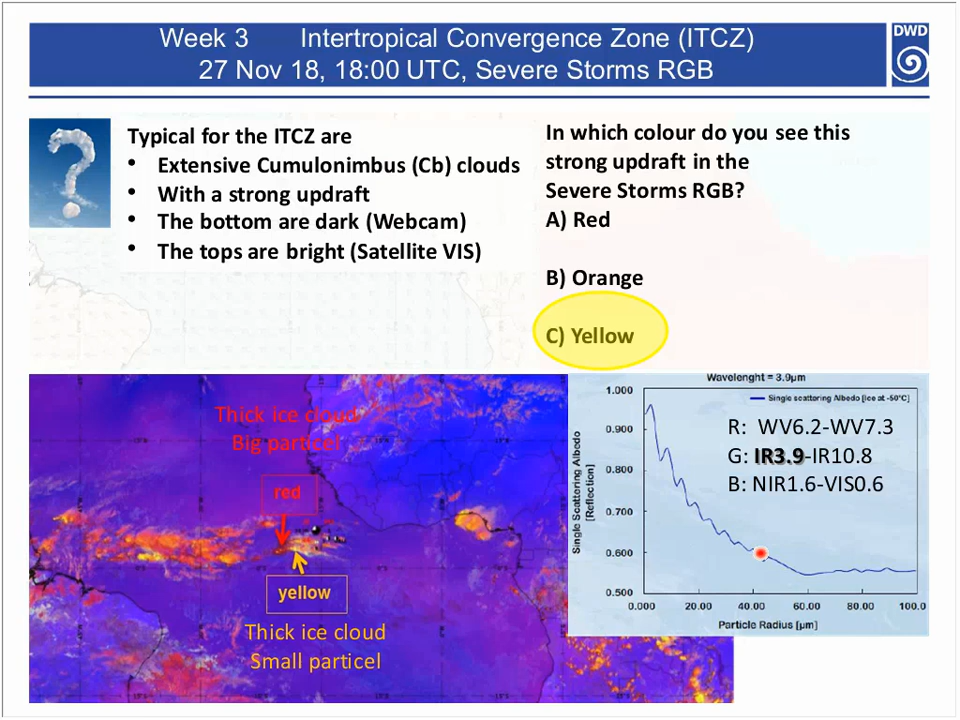 Week 3 Intertropical Convergence Zone (ITCZ)
27 Nov 18, 18:00 UTC, Severe Storms RGB
DWD
Typical for the ITCZ are
• Extensive Cumulonimbus (Cb) clouds
• With a strong updraft
• The bottom are dark (Webcam)
• The tops are bright (Satellite VIS)
In which colour do you see this
strong updraft in the
Severe Storms RGB?
A) Red
B) Orange
C) Yellow
Thick ice cloud
Big particel
red
yellow
Thick ice cloud
Small particel
Wavelenght = 3.9µm
Single scattering Albedo [Ice at -50°C]
R: WV6.2-WV7.3
G: IR3.9-IR10.8
B: NIR1.6-VIS0.6
Single Scattering Albedo
[Reflection]
1.000
0.900
0.800
0.700
0.600
0.500
0.000 20.00 40.00 60.00 80.00 100.0
Particle Radius [µm]